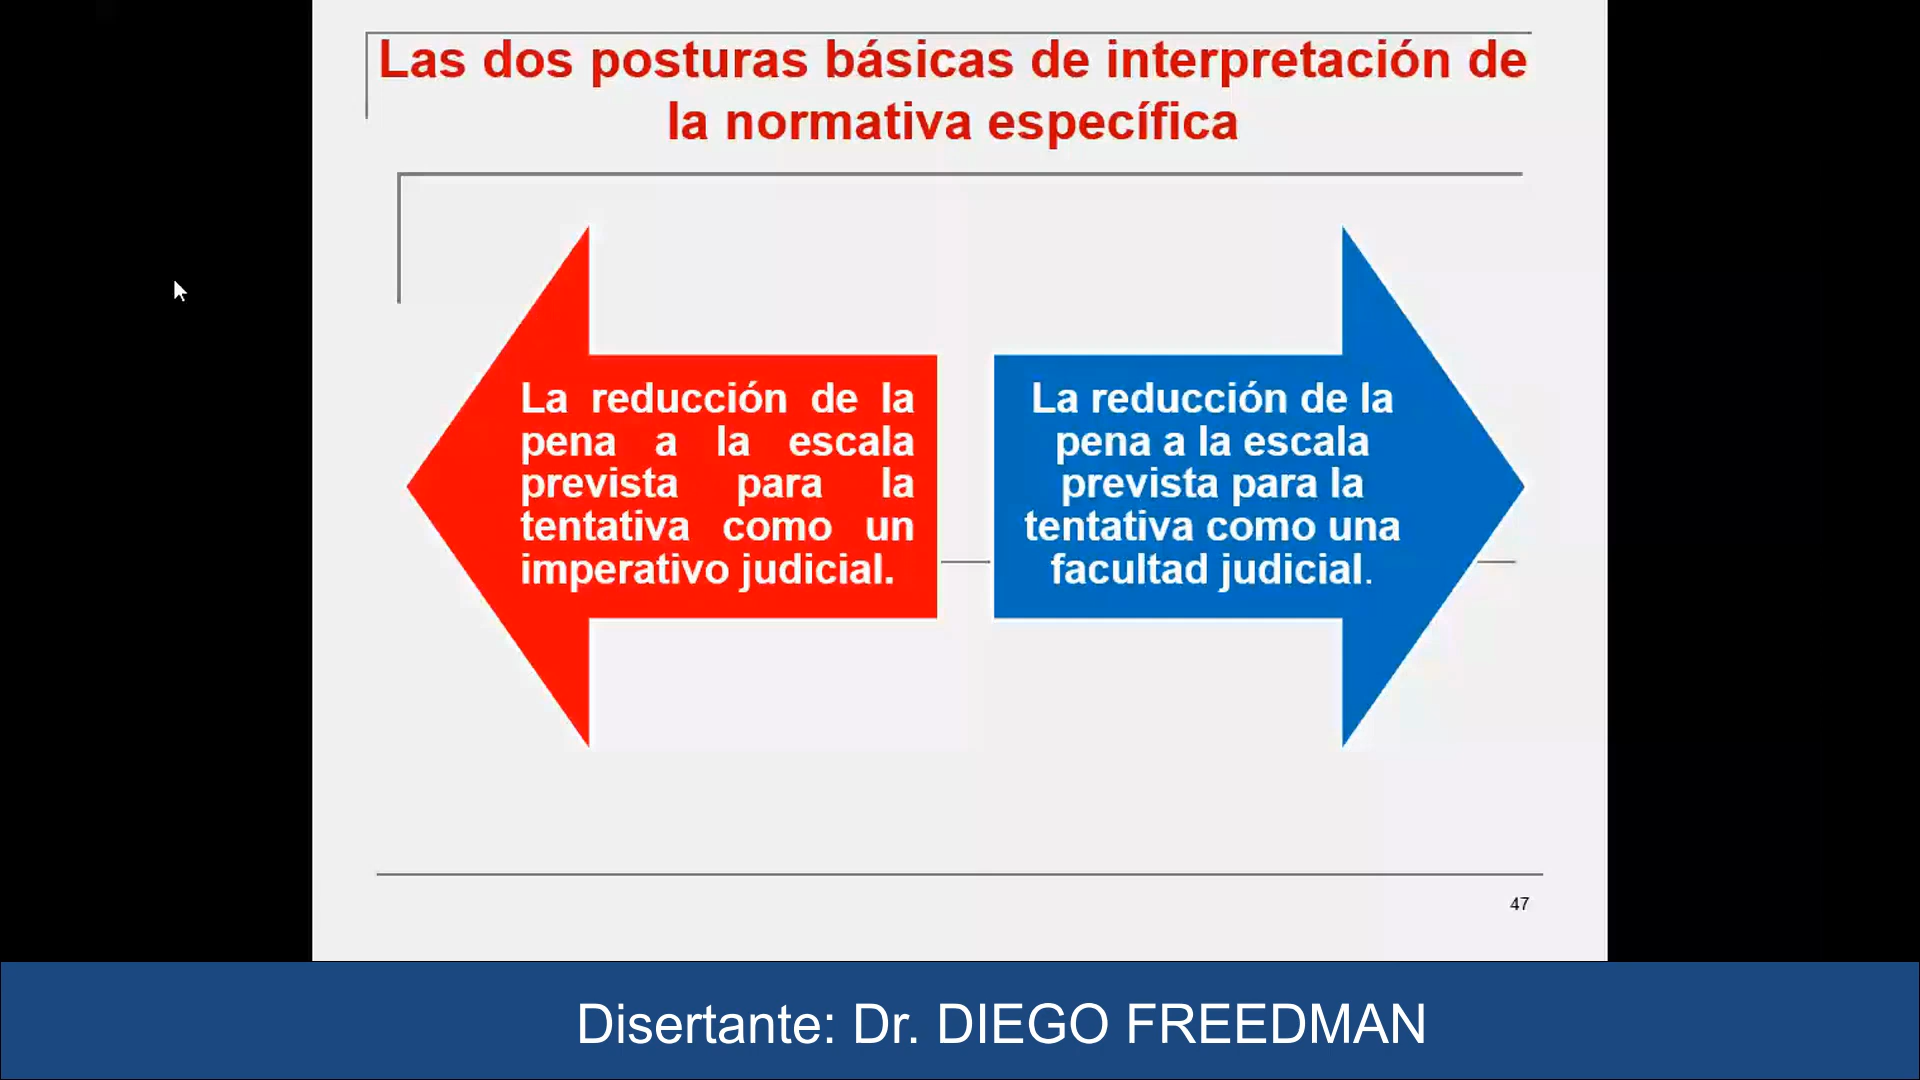 Las dos posturas básicas de interpretación de
la normativa específica
La reducción de la
pena a la escala
prevista para la
tentativa como un
imperativo judicial.
La reducción de la
pena a la escala
prevista para la
tentativa como una
facultad judicial.
47
Disertante: Dr. DIEGO FREEDMAN